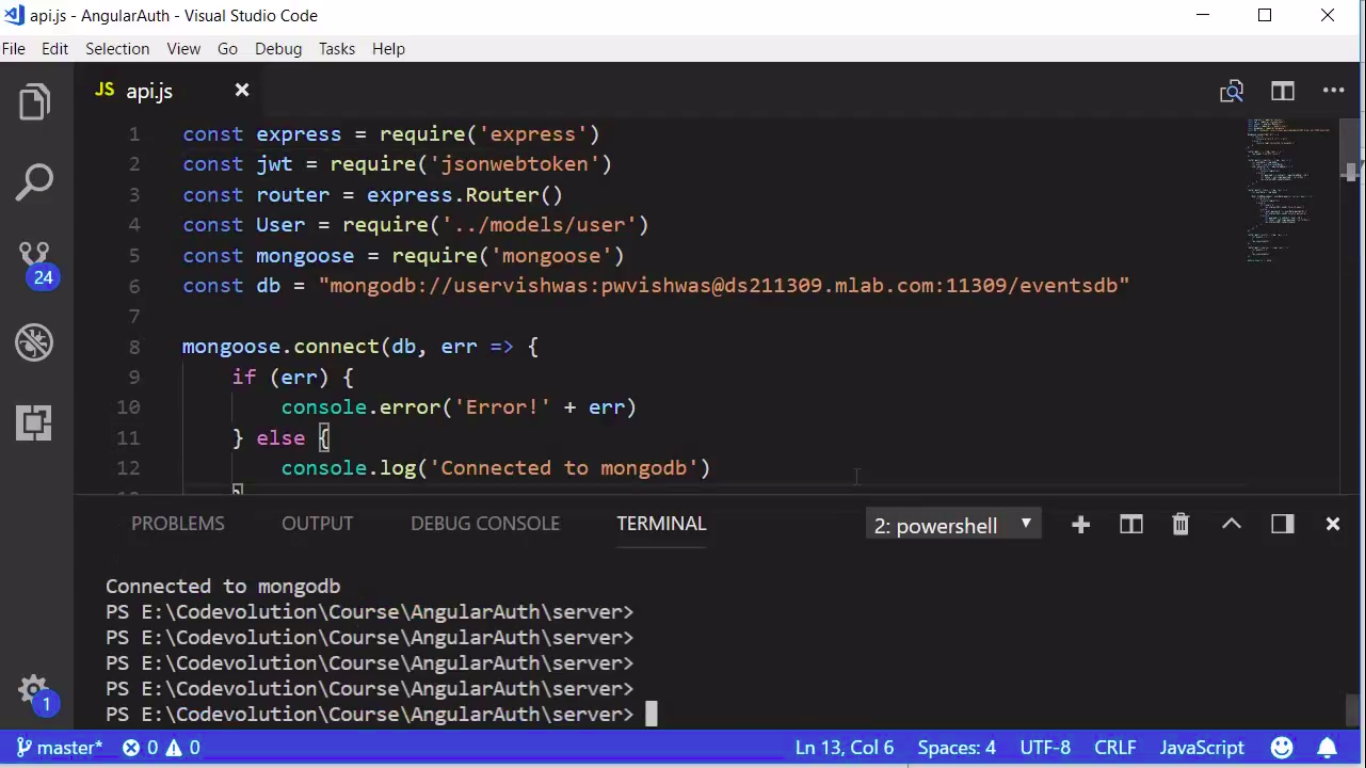 api.js - AngularAuth - Visual Studio Code
File Edit Selection View Go Debug Tasks Help
JS api.js
1 const express = require('express')
2 const jwt = require('jsonwebtoken')
3 const router = express.Router()
4 const User = require('../models/user')
5 const mongoose = require('mongoose')
6 const db = "mongodb://uservishwas:pwvishwas@ds211309.mlab.com:11309/eventsdb"
7
8 mongoose.connect(db, err => {
9 if (err) {
10 console.error('Error!' + err)
11 } else {
12 console.log('Connected to mongodb')
}
24
1
PROBLEMS OUTPUT DEBUG CONSOLE TERMINAL 2: powershell
Connected to mongodb
PS E:\Codevolution\Course\AngularAuth\server>
PS E:\Codevolution\Course\AngularAuth\server>
PS E:\Codevolution\Course\AngularAuth\server>
PS E:\Codevolution\Course\AngularAuth\server>
PS E:\Codevolution\Course\AngularAuth\server>
master* 0 0 Ln 13, Col 6 Spaces: 4 UTF-8 CRLF JavaScript